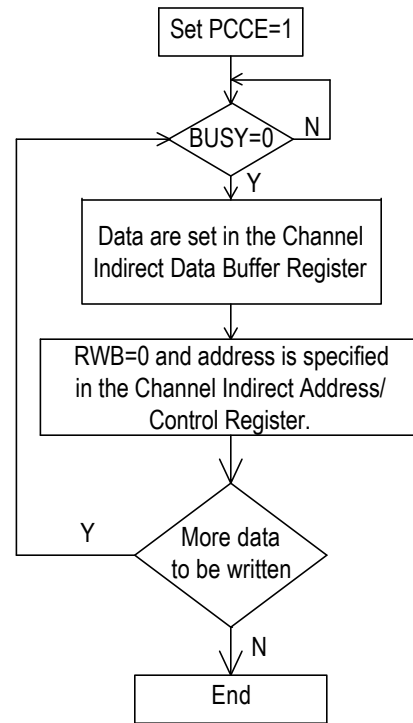 Set PCCE=1
BUSY=0
N
Y
Data are set in the Channel
Indirect Data Buffer Register
RWB=0 and address is specified
in the Channel Indirect Address/
Control Register.
Y
More data
to be written
N
End